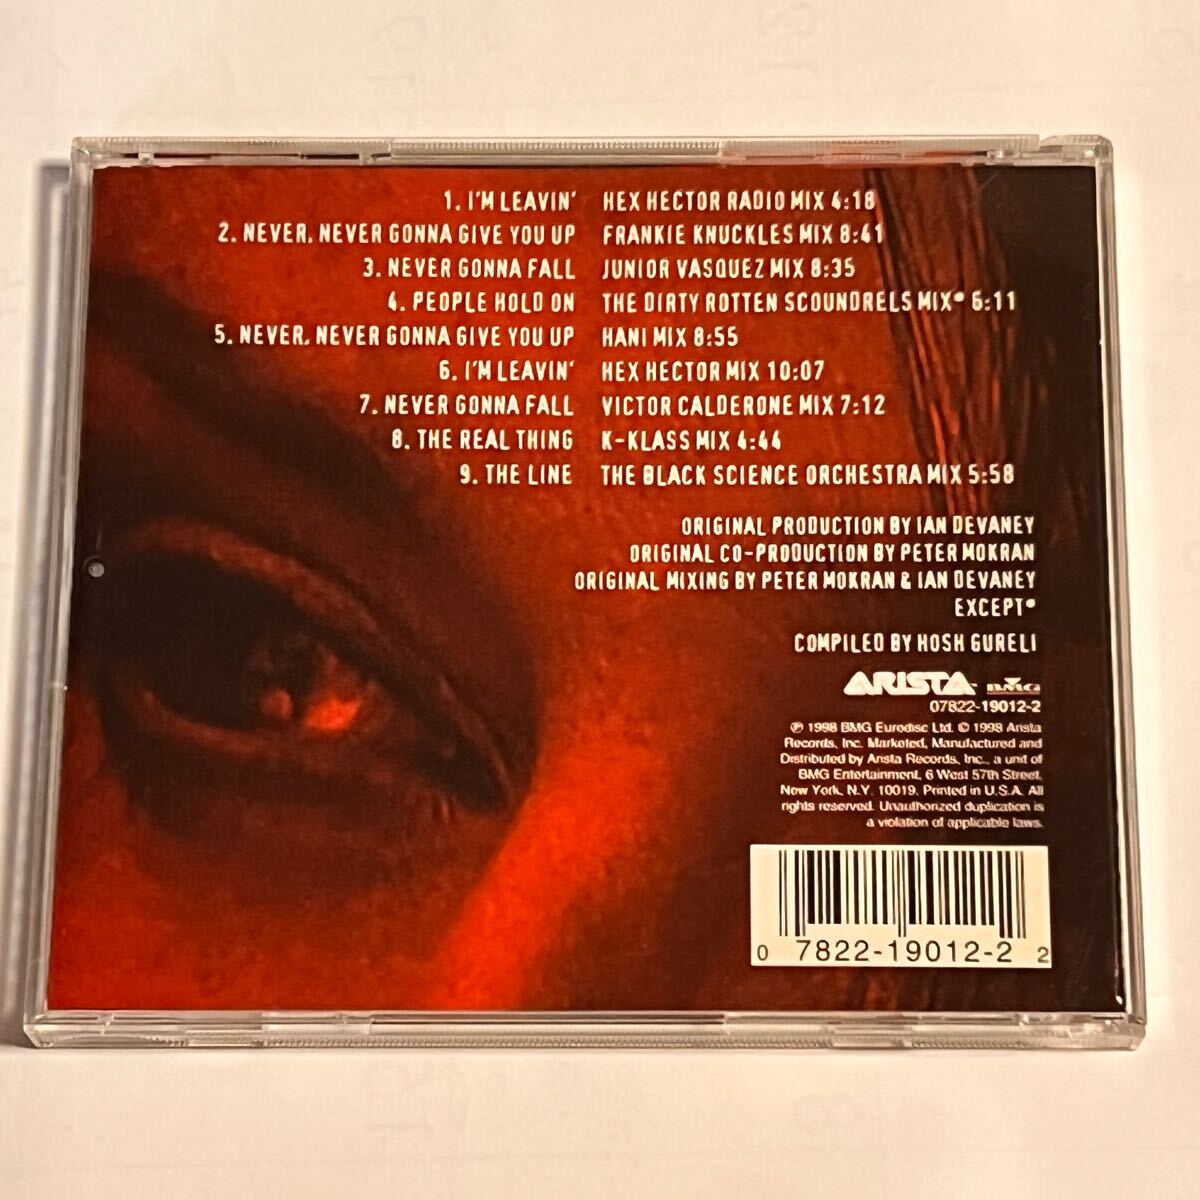 1. I'M LEAVIN' HEX HECTOR RADIO MIX 4:18
2. NEVER, NEVER GONNA GIVE YOU UP FRANKIE KNUCKLES MIX 8:41
3. NEVER GONNA FALL JUNIOR VASQUEZ MIX 8:35
4. PEOPLE HOLD ON THE DIRTY ROTTEN SCOUNDRELS MIX* 6:11
5. NEVER, NEVER GONNA GIVE YOU UP HANI MIX 8:55
6. I'M LEAVIN' HEX HECTOR MIX 10:07
7. NEVER GONNA FALL VICTOR CALDERONE MIX 7:12
8. THE REAL THING K-KLASS MIX 4:44
9. THE LINE THE BLACK SCIENCE ORCHESTRA MIX 5:58
ORIGINAL PRODUCTION BY IAN DEVANEY
ORIGINAL CO-PRODUCTION BY PETER MOKRAN
ORIGINAL MIXING BY PETER MOKRAN & IAN DEVANEY
EXCEPT*
COMPILED BY HOSH GURELI
ARISTA BMG
07822-19012-2
℗ 1998 BMG Eurodisc Ltd. © 1998 Arista
Records, Inc. Marketed, Manufactured and
Distributed by Arista Records, Inc., a unit of
BMG Entertainment, 6 West 57th Street,
New York, N.Y. 10019. Printed in U.S.A. All
rights reserved. Unauthorized duplication is
a violation of applicable laws.
0 7822-19012-2 2